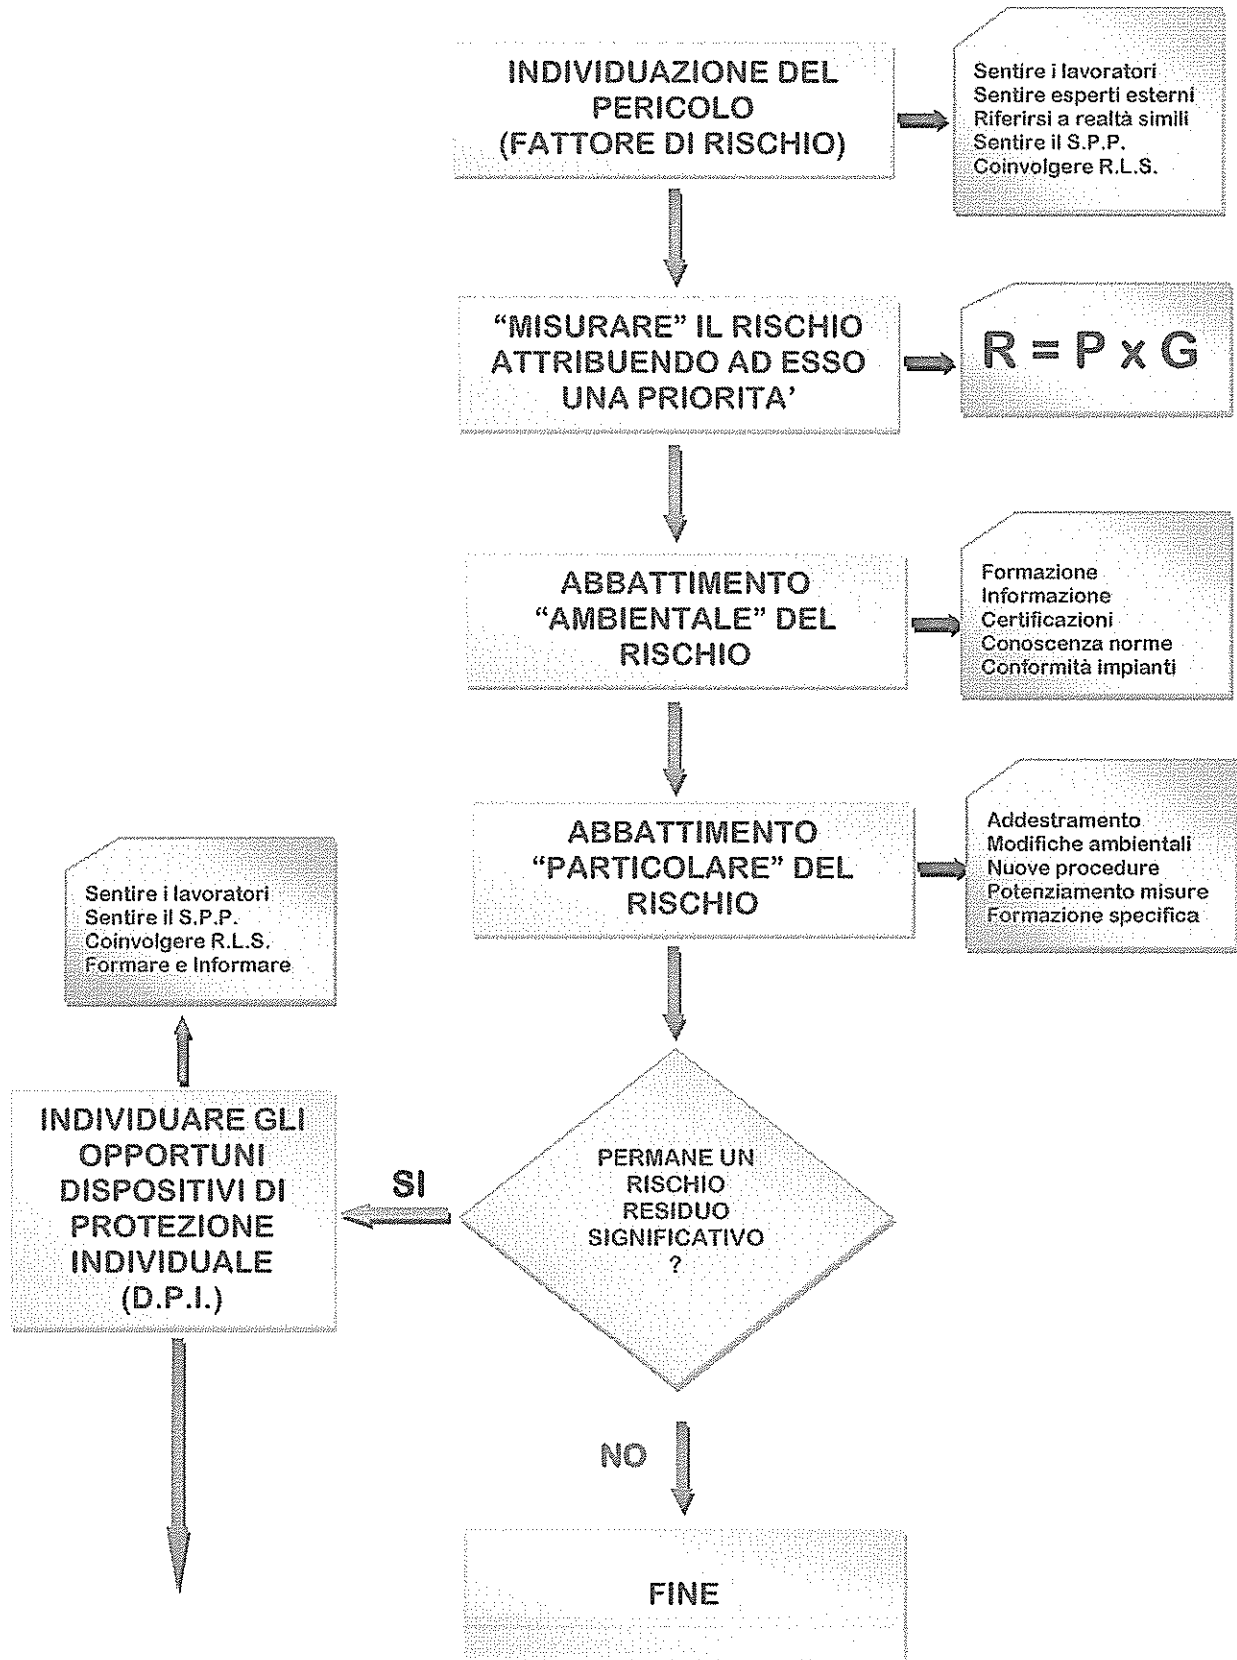 INDIVIDUAZIONE DEL
PERICOLO
(FATTORE DI RISCHIO)
Sentire i lavoratori
Sentire esperti esterni
Riferirsi a realtà simili
Sentire il S.P.P.
Coinvolgere R.L.S.
“MISURARE” IL RISCHIO
ATTRIBUENDO AD ESSO
UNA PRIORITA’
R = P x G
ABBATTIMENTO
“AMBIENTALE” DEL
RISCHIO
Formazione
Informazione
Certificazioni
Conoscenza norme
Conformità impianti
ABBATTIMENTO
“PARTICOLARE” DEL
RISCHIO
Addestramento
Modifiche ambientali
Nuove procedure
Potenziamento misure
Formazione specifica
Sentire i lavoratori
Sentire il S.P.P.
Coinvolgere R.L.S.
Formare e Informare
INDIVIDUARE GLI
OPPORTUNI
DISPOSITIVI DI
PROTEZIONE
INDIVIDUALE
(D.P.I.)
SI
PERMANE UN
RISCHIO
RESIDUO
SIGNIFICATIVO
?
NO
FINE